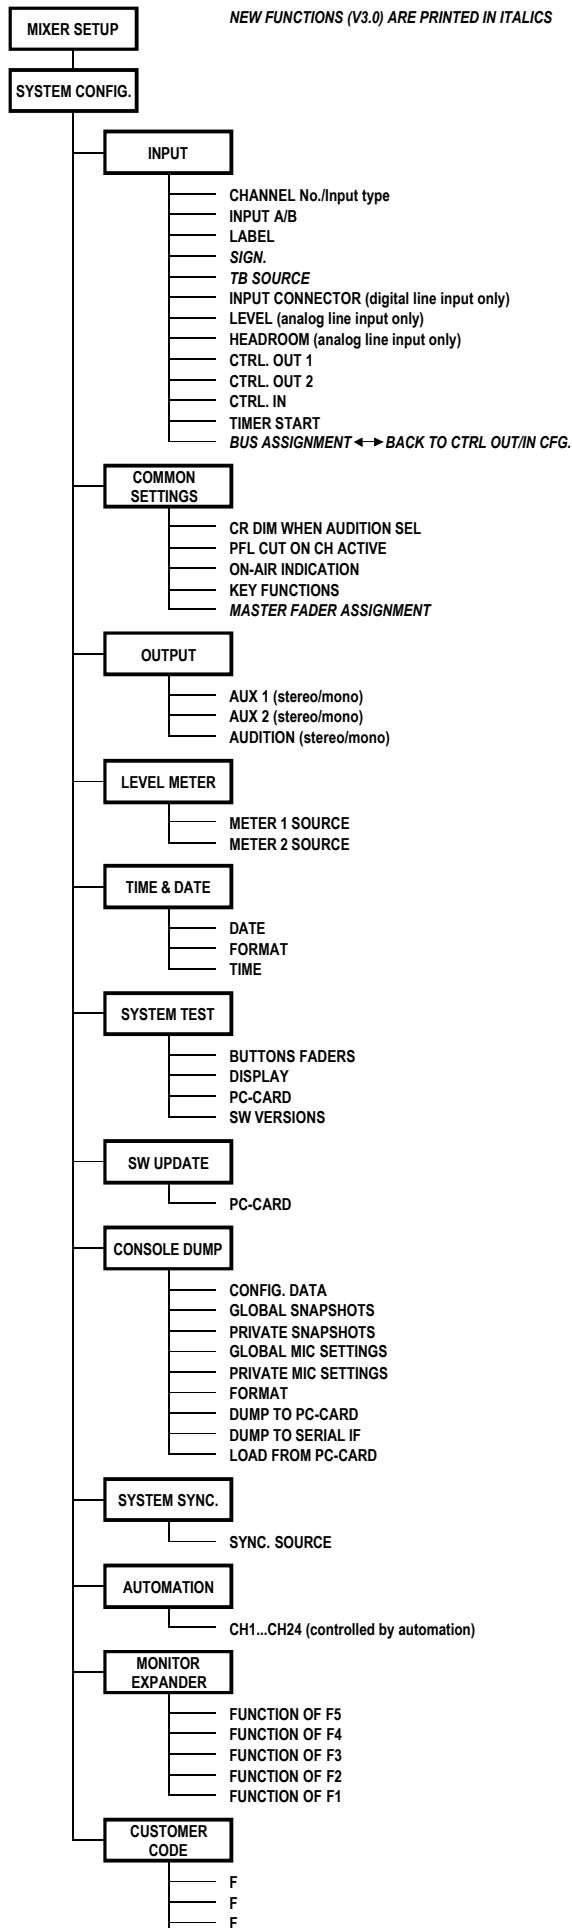 NEW FUNCTIONS (V3.0) ARE PRINTED IN ITALICS
MIXER SETUP
SYSTEM CONFIG.
INPUT
CHANNEL No./Input type
INPUT A/B
LABEL
SIGN.
TB SOURCE
INPUT CONNECTOR (digital line input only)
LEVEL (analog line input only)
HEADROOM (analog line input only)
CTRL. OUT 1
CTRL. OUT 2
CTRL. IN
TIMER START
BUS ASSIGNMENT ◄─► BACK TO CTRL OUT/IN CFG.
COMMON
SETTINGS
CR DIM WHEN AUDITION SEL
PFL CUT ON CH ACTIVE
ON-AIR INDICATION
KEY FUNCTIONS
MASTER FADER ASSIGNMENT
OUTPUT
AUX 1 (stereo/mono)
AUX 2 (stereo/mono)
AUDITION (stereo/mono)
LEVEL METER
METER 1 SOURCE
METER 2 SOURCE
TIME & DATE
DATE
FORMAT
TIME
SYSTEM TEST
BUTTONS FADERS
DISPLAY
PC-CARD
SW VERSIONS
SW UPDATE
PC-CARD
CONSOLE DUMP
CONFIG. DATA
GLOBAL SNAPSHOTS
PRIVATE SNAPSHOTS
GLOBAL MIC SETTINGS
PRIVATE MIC SETTINGS
FORMAT
DUMP TO PC-CARD
DUMP TO SERIAL IF
LOAD FROM PC-CARD
SYSTEM SYNC.
SYNC. SOURCE
AUTOMATION
CH1...CH24 (controlled by automation)
MONITOR
EXPANDER
FUNCTION OF F5
FUNCTION OF F4
FUNCTION OF F3
FUNCTION OF F2
FUNCTION OF F1
CUSTOMER
CODE
F
F
F